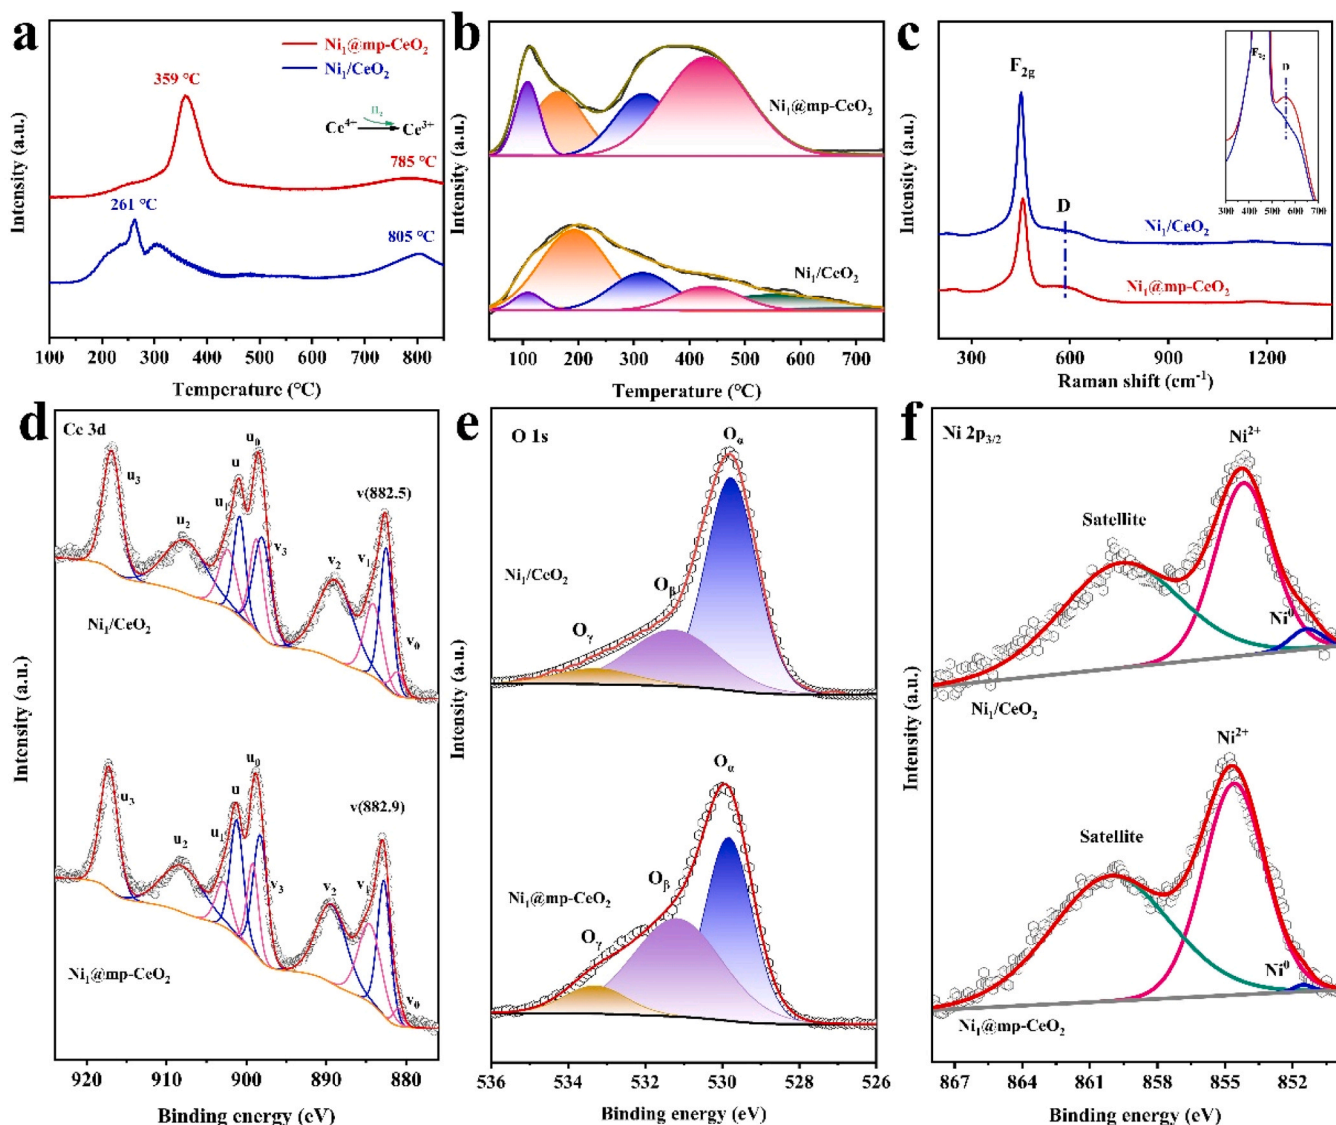 a
Ni₁@mp-CeO₂
Ni₁/CeO₂
359 °C
H₂
Ce⁴⁺ Ce³⁺
785 °C
261 °C
805 °C
Intensity (a.u.)
100 200 300 400 500 600 700 800
Temperature (°C)
b
Ni₁@mp-CeO₂
Ni₁/CeO₂
Intensity (a.u.)
100 200 300 400 500 600 700
Temperature (°C)
c
F₂g
D
Ni₁/CeO₂
Ni₁@mp-CeO₂
F₂g
D
300 400 500 600 700
Intensity (a.u.)
300 600 900 1200
Raman shift (cm⁻¹)
d
Ce 3d
u₃
u₂
u₁
u
u₀
v₃
v₂
v₁
v(882.5)
v₀
Ni₁/CeO₂
u₃
u₂
u₁
u
u₀
v₃
v₂
v₁
v(882.9)
v₀
Ni₁@mp-CeO₂
Intensity (a.u.)
920 910 900 890 880
Binding energy (eV)
e
O 1s
Oα
Oβ
Oγ
Ni₁/CeO₂
Oα
Oβ
Oγ
Ni₁@mp-CeO₂
Intensity (a.u.)
536 534 532 530 528 526
Binding energy (eV)
f
Ni 2p₃/₂
Ni²⁺
Satellite
Ni⁰
Ni₁/CeO₂
Ni²⁺
Satellite
Ni⁰
Ni₁@mp-CeO₂
Intensity (a.u.)
867 864 861 858 855 852
Binding energy (eV)